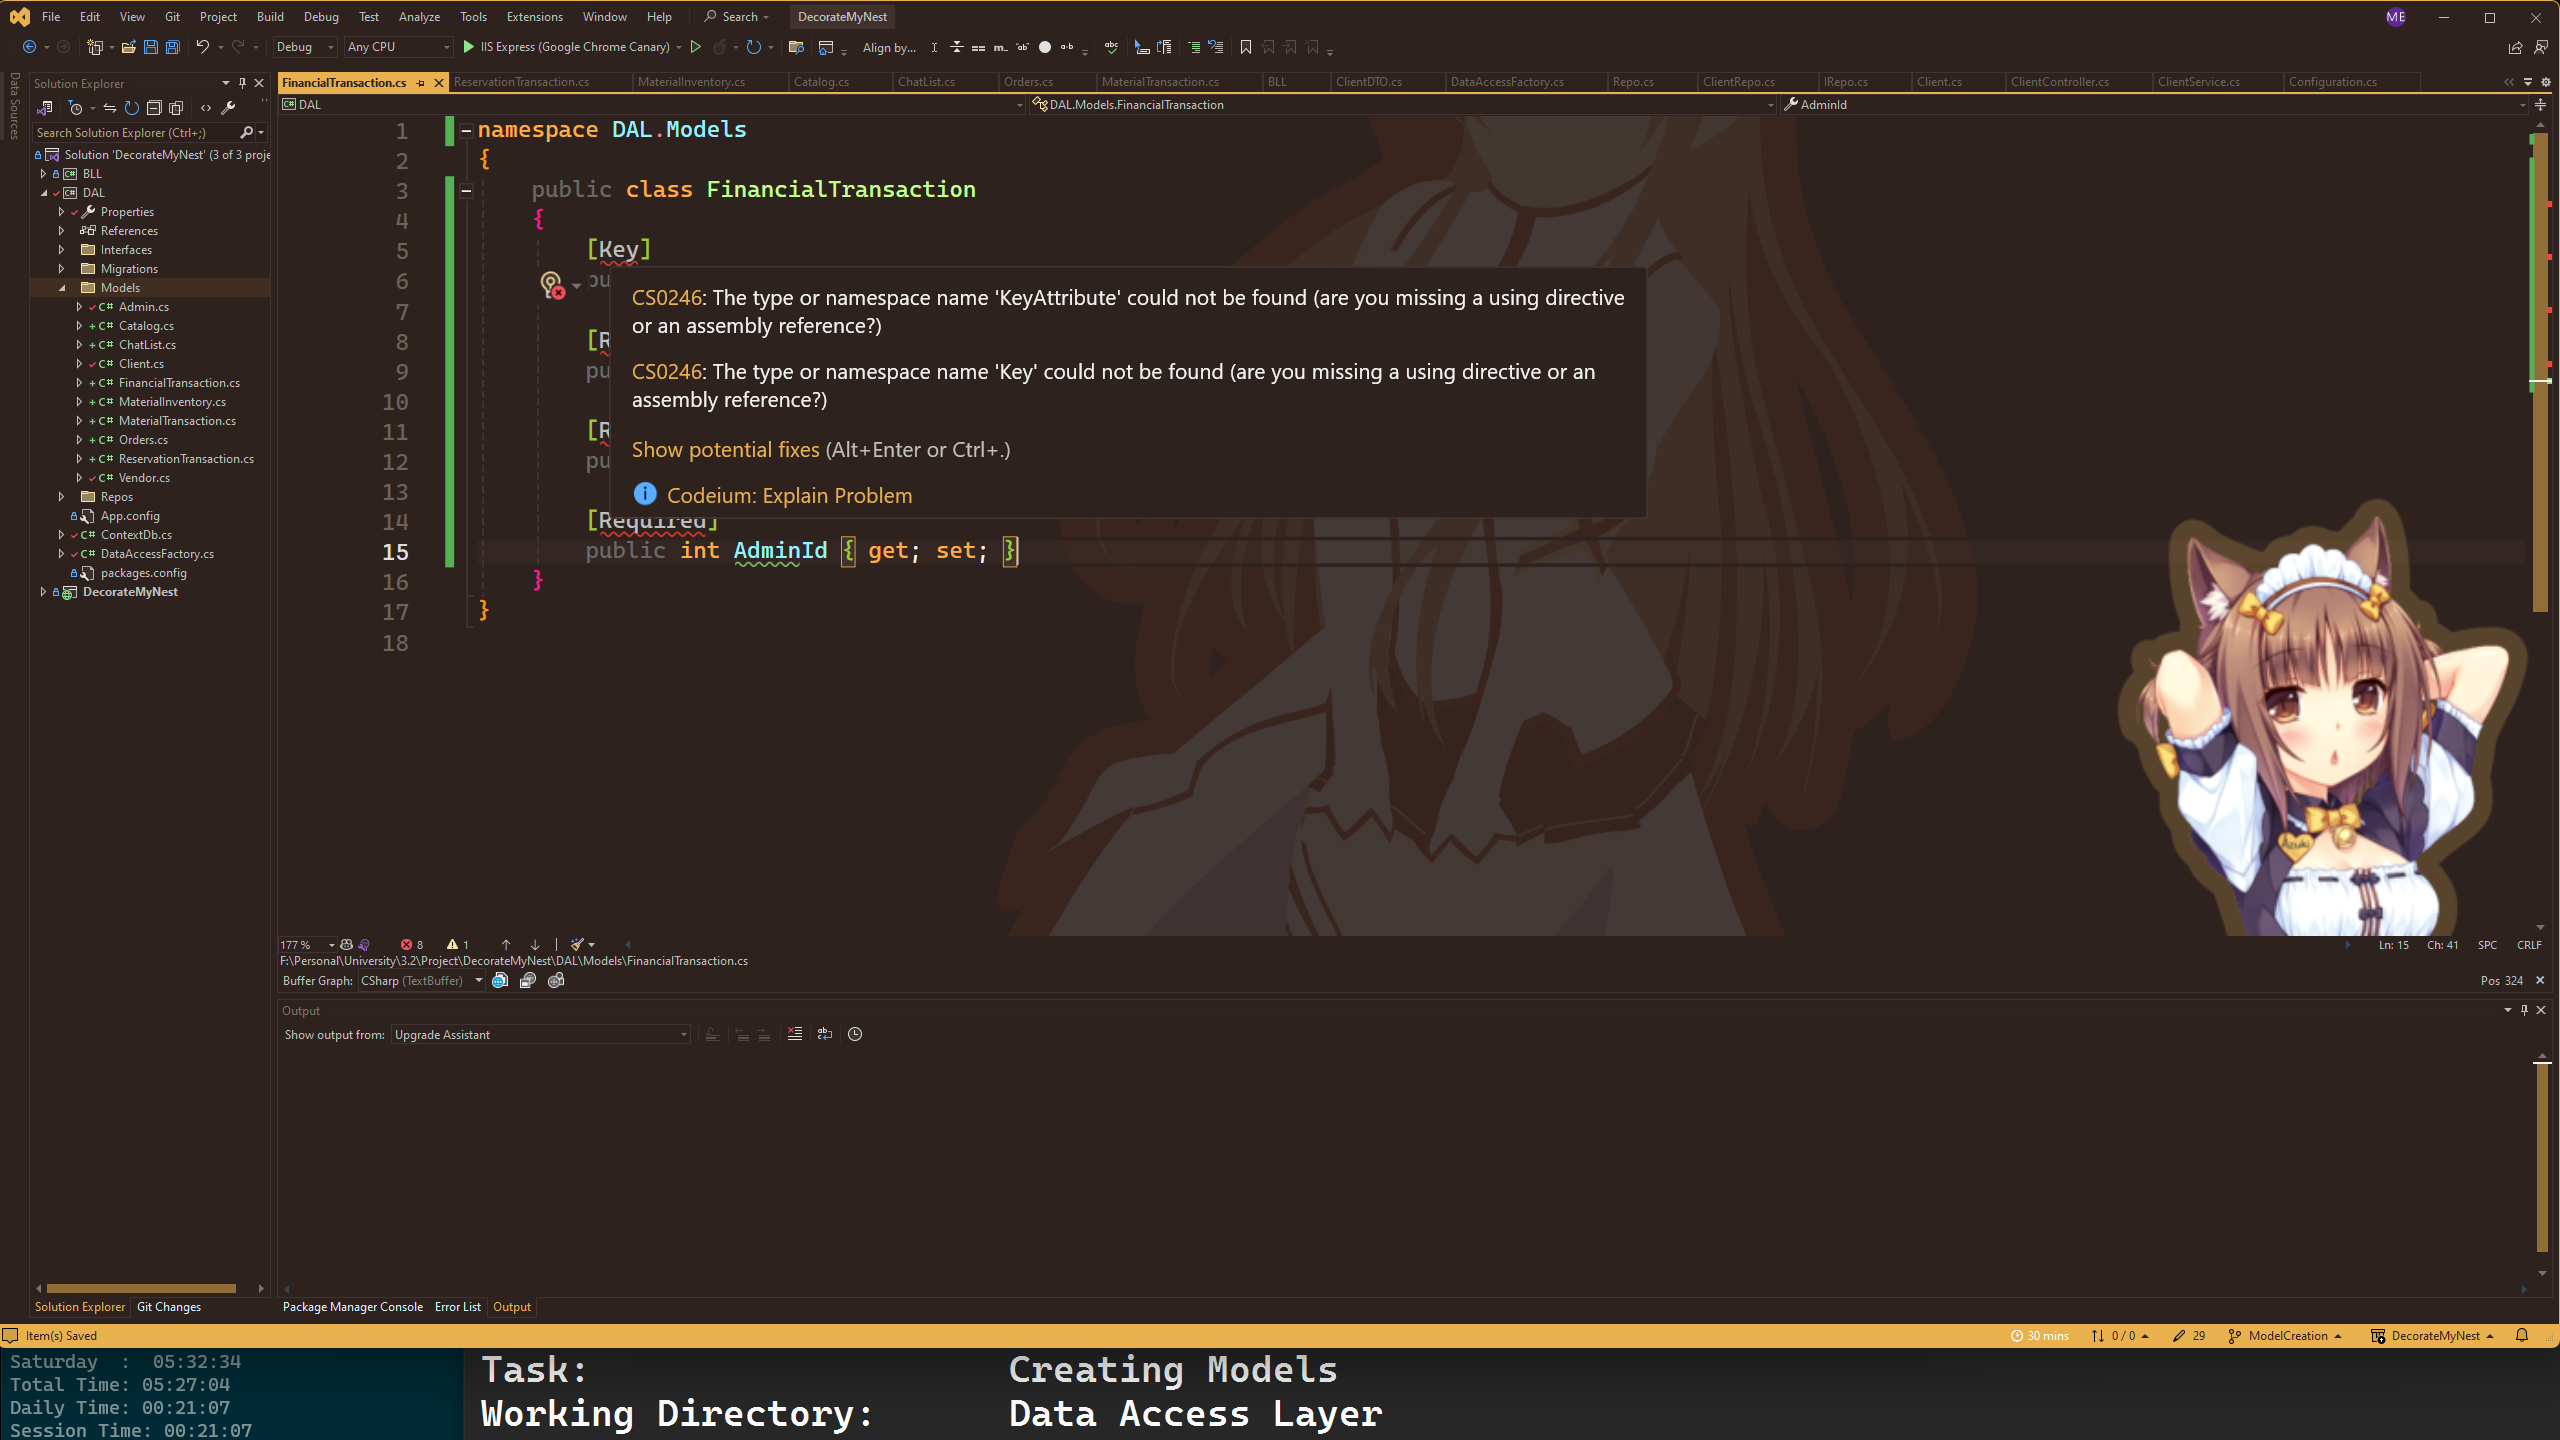 File Edit View Git Project Build Debug Test Analyze Tools Extensions Window Help Search DecorateMyNest ME
Debug Any CPU IIS Express (Google Chrome Canary) Align by...
Data Sources
Solution Explorer
Search Solution Explorer (Ctrl+;)
Solution 'DecorateMyNest' (3 of 3 proje
BLL
DAL
Properties
References
Interfaces
Migrations
Models
Admin.cs
Catalog.cs
ChatList.cs
Client.cs
FinancialTransaction.cs
MaterialInventory.cs
MaterialTransaction.cs
Orders.cs
ReservationTransaction.cs
Vendor.cs
Repos
App.config
ContextDb.cs
DataAccessFactory.cs
packages.config
DecorateMyNest
Solution Explorer Git Changes
FinancialTransaction.cs ReservationTransaction.cs MaterialInventory.cs Catalog.cs ChatList.cs Orders.cs MaterialTransaction.cs BLL ClientDTO.cs DataAccessFactory.cs Repo.cs ClientRepo.cs IRepo.cs Client.cs ClientController.cs ClientService.cs Configuration.cs
DAL DAL.Models.FinancialTransaction AdminId
1 namespace DAL.Models
2 {
3 public class FinancialTransaction
4 {
5 [Key]
6 pu
7
8 [R
9 pu
10
11 [R
12 pu
13
14 [Required]
15 public int AdminId { get; set; }
16 }
17 }
18
CS0246: The type or namespace name 'KeyAttribute' could not be found (are you missing a using directive
or an assembly reference?)
CS0246: The type or namespace name 'Key' could not be found (are you missing a using directive or an
assembly reference?)
Show potential fixes (Alt+Enter or Ctrl+.)
Codeium: Explain Problem
Azuki
177 % 8 1 Ln: 15 Ch: 41 SPC CRLF
F:\Personal\University\3.2\Project\DecorateMyNest\DAL\Models\FinancialTransaction.cs
Buffer Graph: CSharp (TextBuffer) Pos 324
Output
Show output from: Upgrade Assistant
Package Manager Console Error List Output
Item(s) Saved 30 mins 0 / 0 29 ModelCreation DecorateMyNest
Saturday : 05:32:34
Total Time: 05:27:04
Daily Time: 00:21:07
Session Time: 00:21:07
Task: Creating Models
Working Directory: Data Access Layer